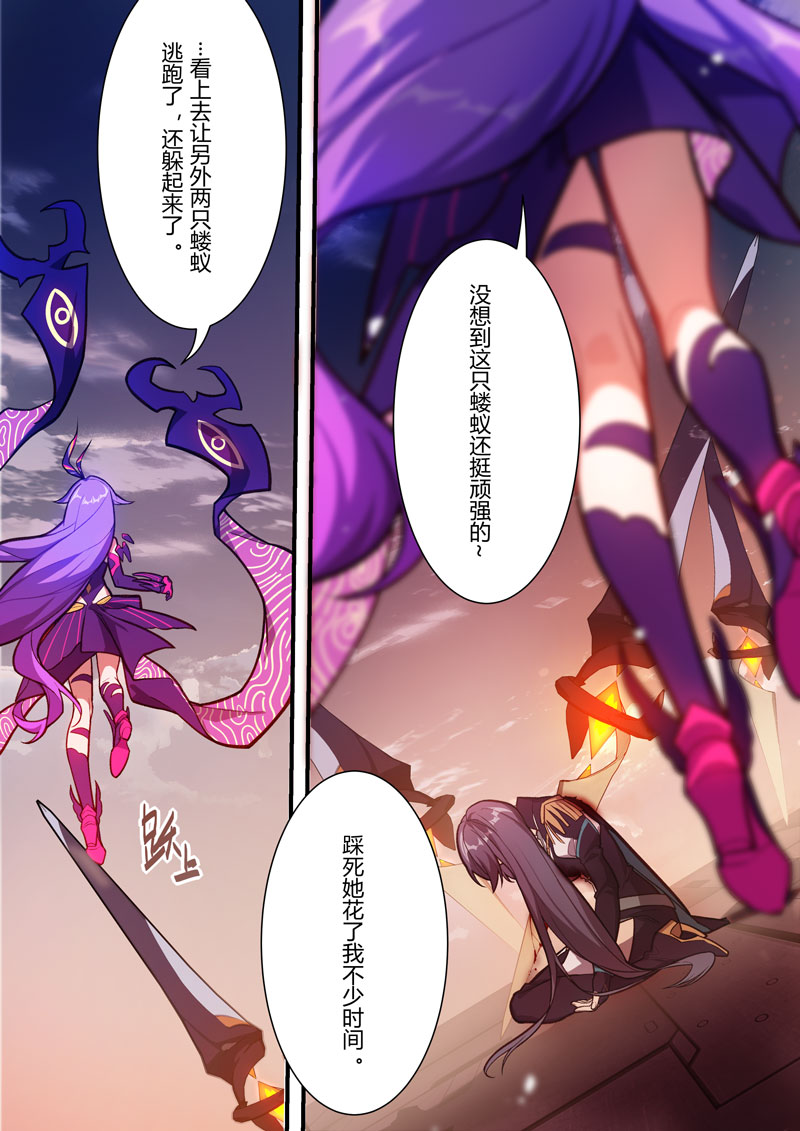 没想到这只蝼蚁还挺顽强的~
踩死她花了我不少时间。
…看上去让另外两只蝼蚁
逃跑了，还躲起来了。
跃上